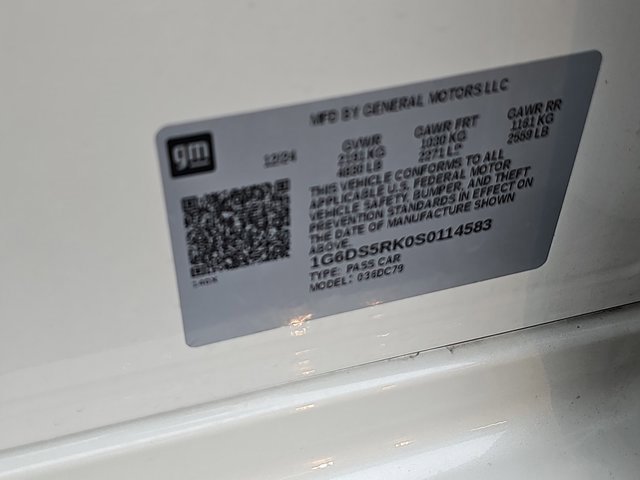 MFD BY GENERAL MOTORS LLC
gm
12/24
GVWR
GAWR FRT
GAWR RR
2191 KG
1030 KG
1161 KG
4830 LB
2271 LB
2559 LB
THIS VEHICLE CONFORMS TO ALL
APPLICABLE U.S. FEDERAL MOTOR
VEHICLE SAFETY, BUMPER, AND THEFT
PREVENTION STANDARDS IN EFFECT ON
THE DATE OF MANUFACTURE SHOWN
ABOVE.
1G6DS5RK0S0114583
TYPE: PASS CAR
MODEL: 036DC79